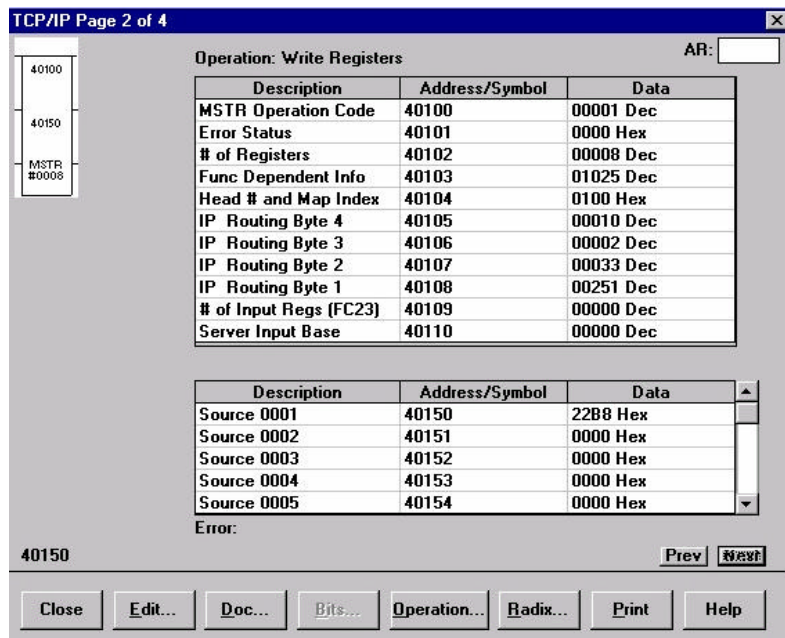 TCP/IP Page 2 of 4
40100
40150
MSTR
#0008
Operation: Write Registers
AR:
Description Address/Symbol Data
MSTR Operation Code 40100 00001 Dec
Error Status 40101 0000 Hex
# of Registers 40102 00008 Dec
Func Dependent Info 40103 01025 Dec
Head # and Map Index 40104 0100 Hex
IP Routing Byte 4 40105 00010 Dec
IP Routing Byte 3 40106 00002 Dec
IP Routing Byte 2 40107 00033 Dec
IP Routing Byte 1 40108 00251 Dec
# of Input Regs (FC23) 40109 00000 Dec
Server Input Base 40110 00000 Dec
Description Address/Symbol Data
Source 0001 40150 22B8 Hex
Source 0002 40151 0000 Hex
Source 0003 40152 0000 Hex
Source 0004 40153 0000 Hex
Source 0005 40154 0000 Hex
Error:
40150
Prev Next
Close Edit... Doc... Bits... Operation... Radix... Print Help